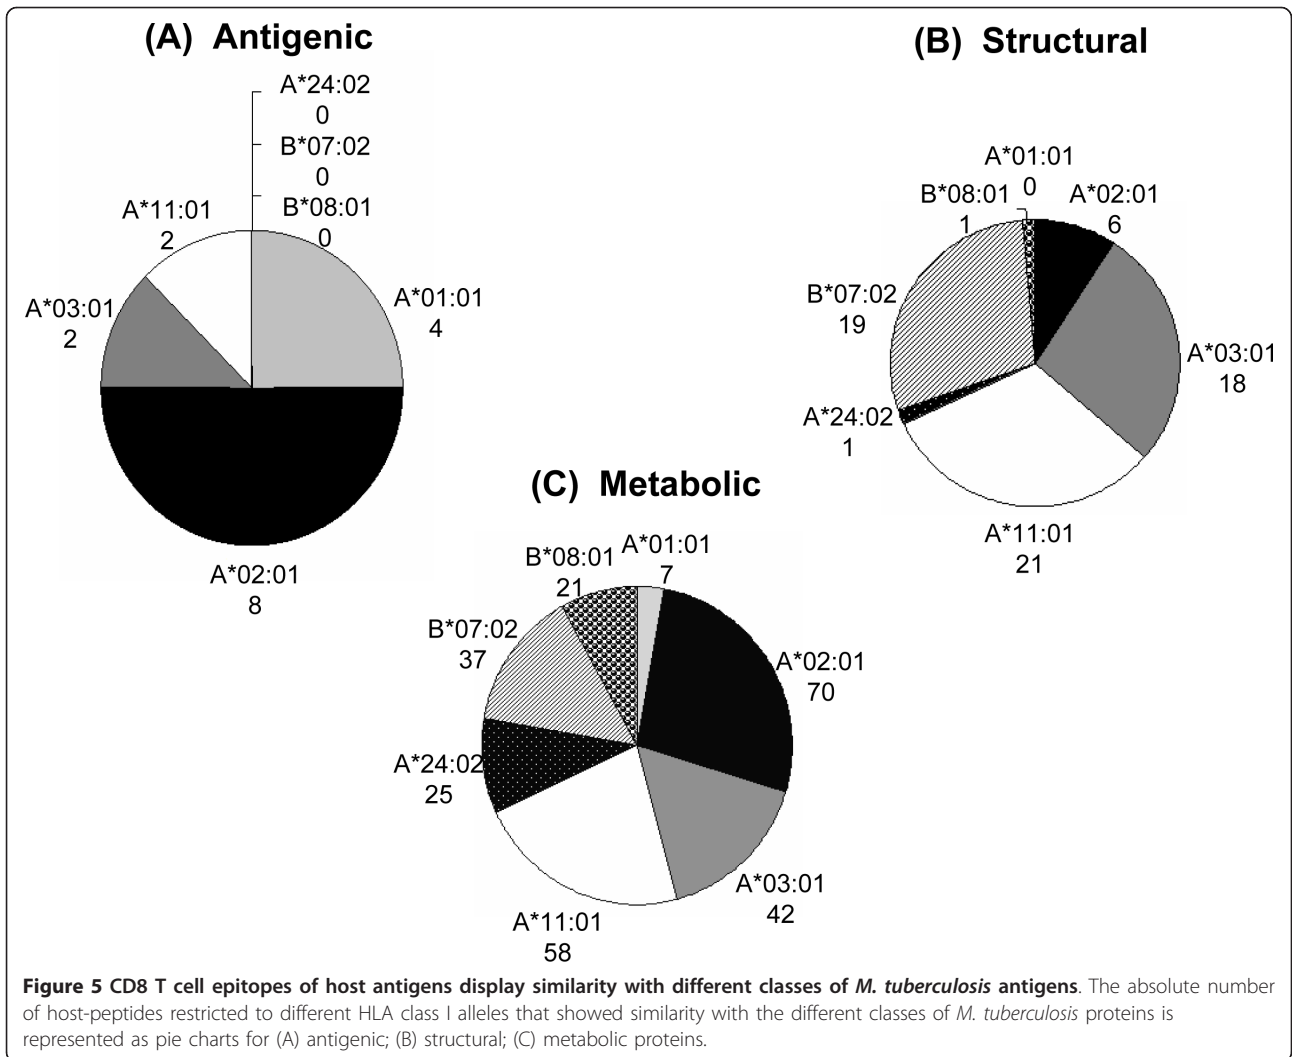 (A) Antigenic
A*24:02
0
B*07:02
0
B*08:01
0
A*11:01
2
A*03:01
2
A*01:01
4
A*02:01
8
(B) Structural
A*01:01
0
B*08:01
1
A*02:01
6
B*07:02
19
A*03:01
18
A*24:02
1
A*11:01
21
(C) Metabolic
A*01:01
7
B*08:01
21
B*07:02
37
A*02:01
70
A*24:02
25
A*03:01
42
A*11:01
58
Figure 5 CD8 T cell epitopes of host antigens display similarity with different classes of M. tuberculosis antigens. The absolute number
of host-peptides restricted to different HLA class I alleles that showed similarity with the different classes of M. tuberculosis proteins is
represented as pie charts for (A) antigenic; (B) structural; (C) metabolic proteins.